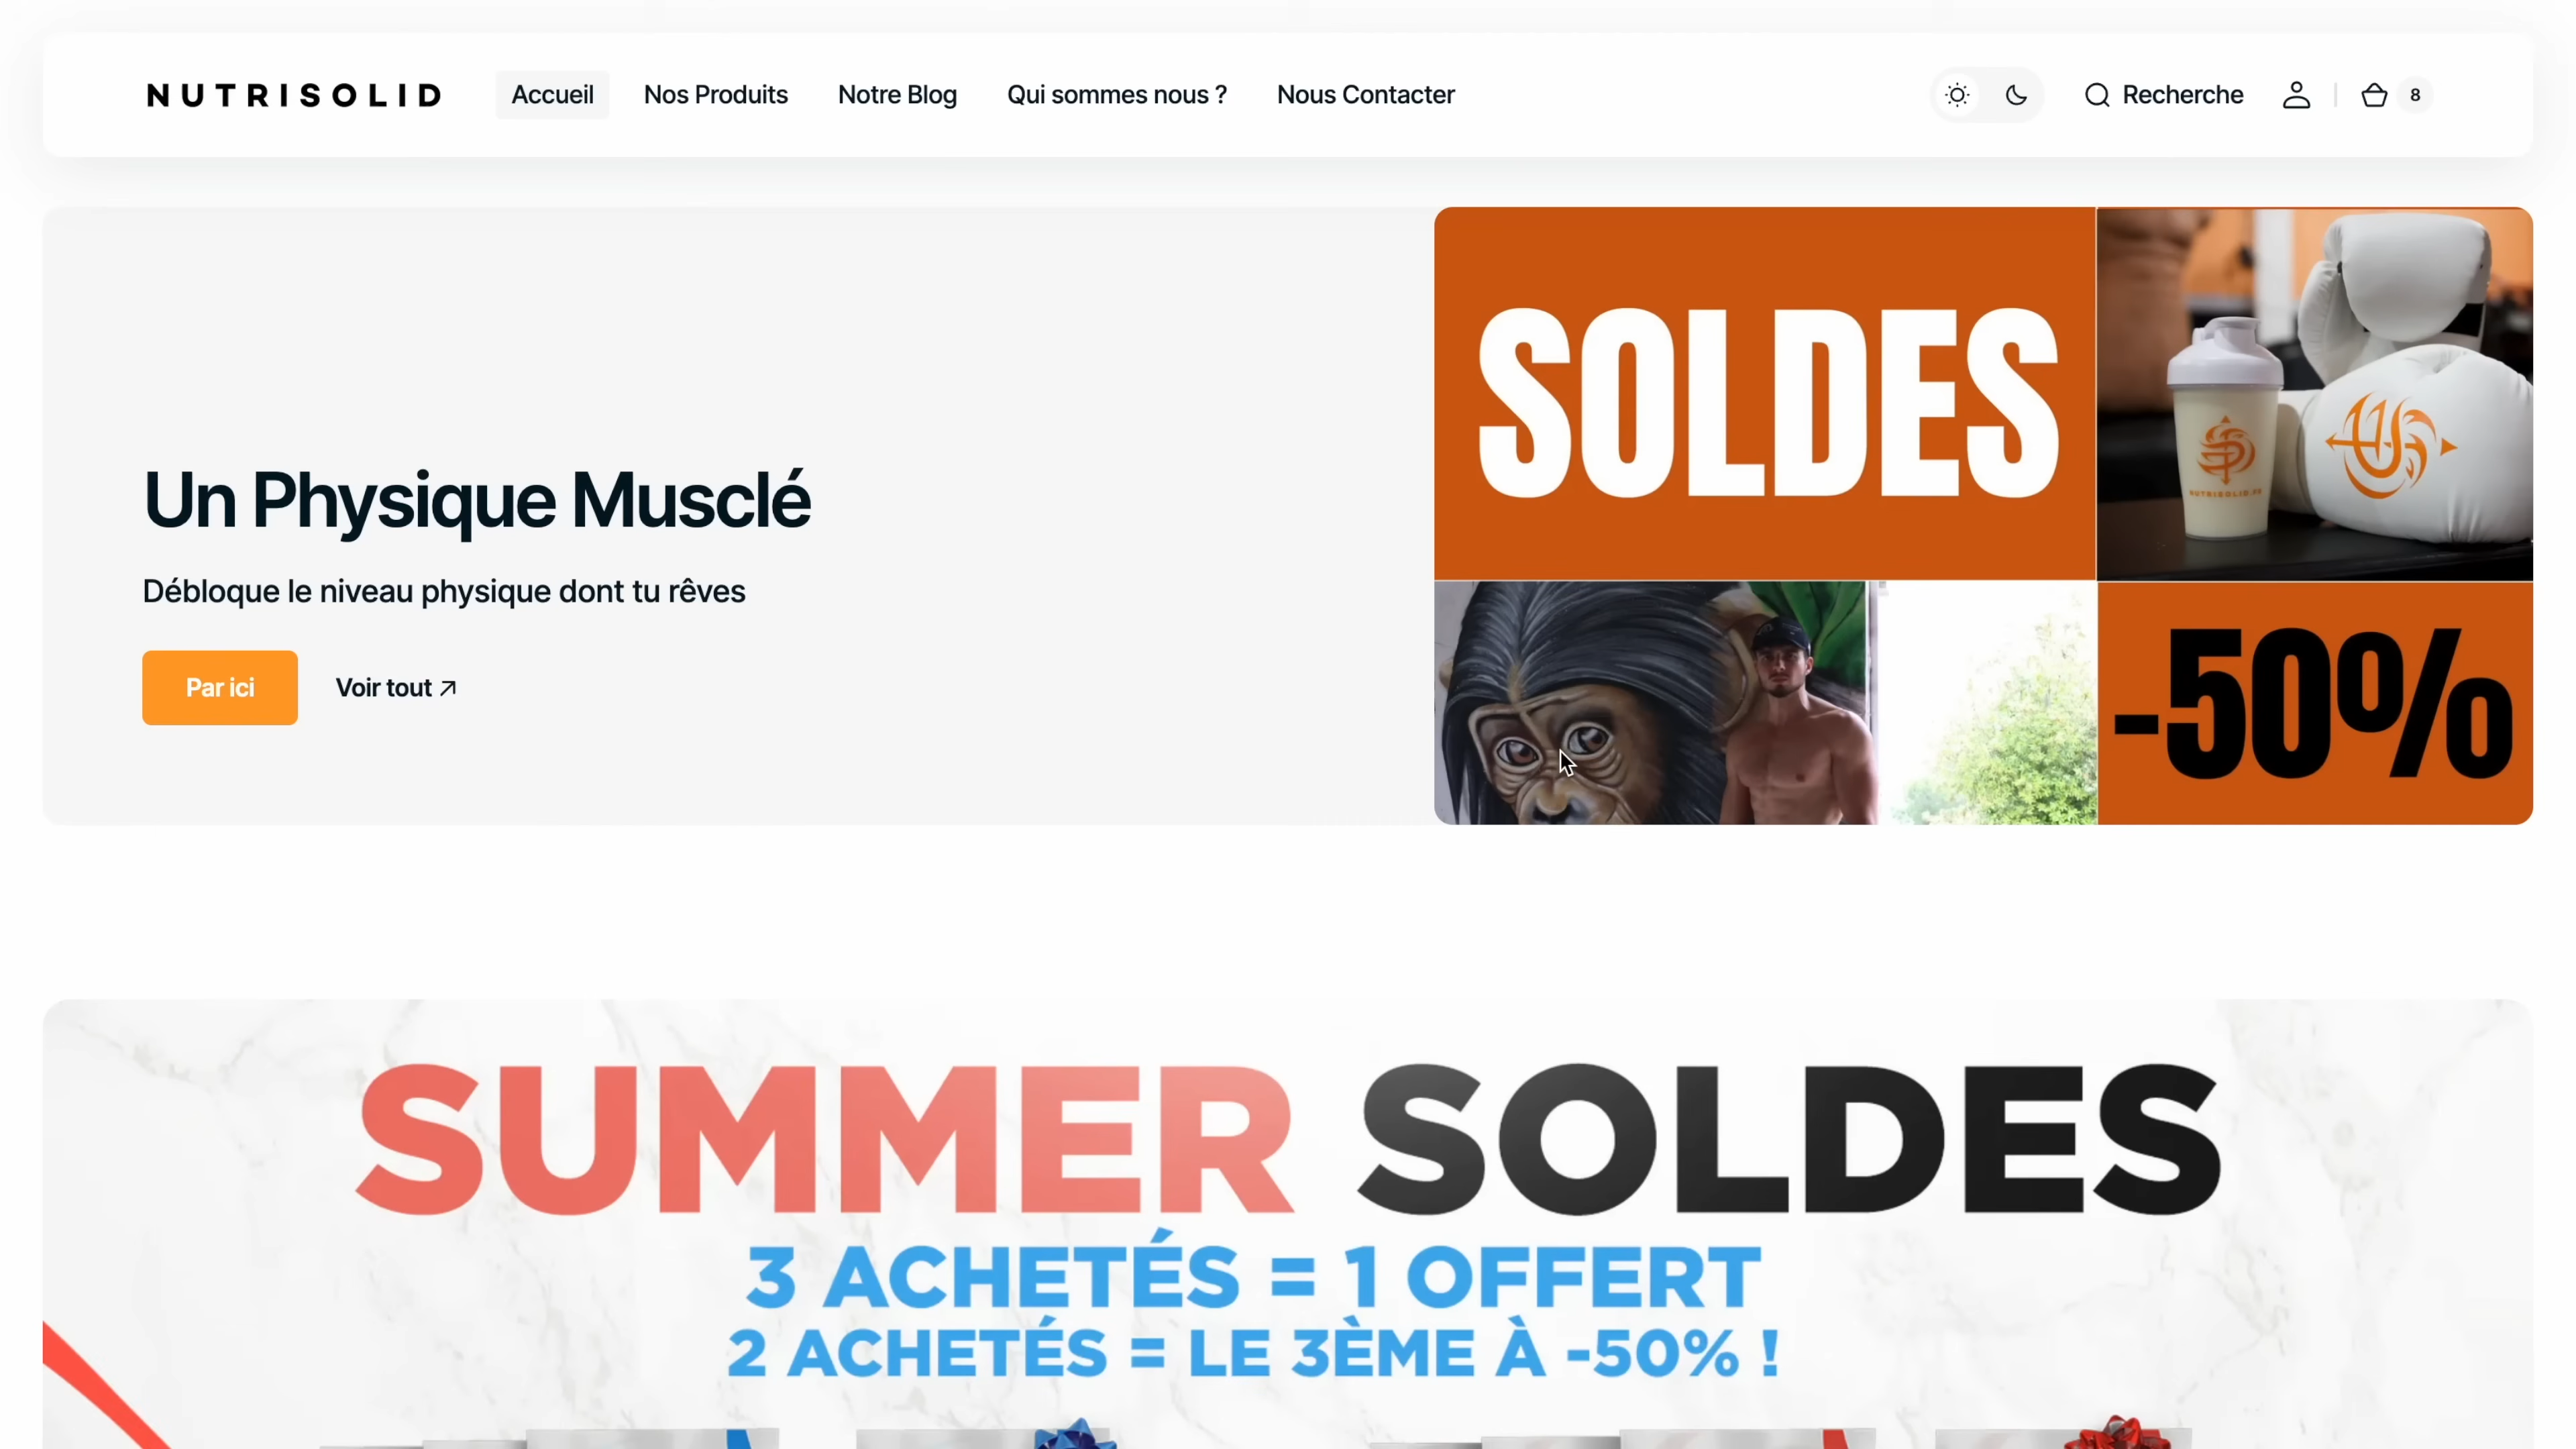 NUTRISOLID Accueil Nos Produits Notre Blog Qui sommes nous ? Nous Contacter Recherche 8
Un Physique Musclé
Débloque le niveau physique dont tu rêves
Par ici Voir tout
SOLDES
NUTRISOLID.FR
-50%
SUMMER SOLDES
3 ACHETÉS = 1 OFFERT
2 ACHETÉS = LE 3ÈME À -50% !